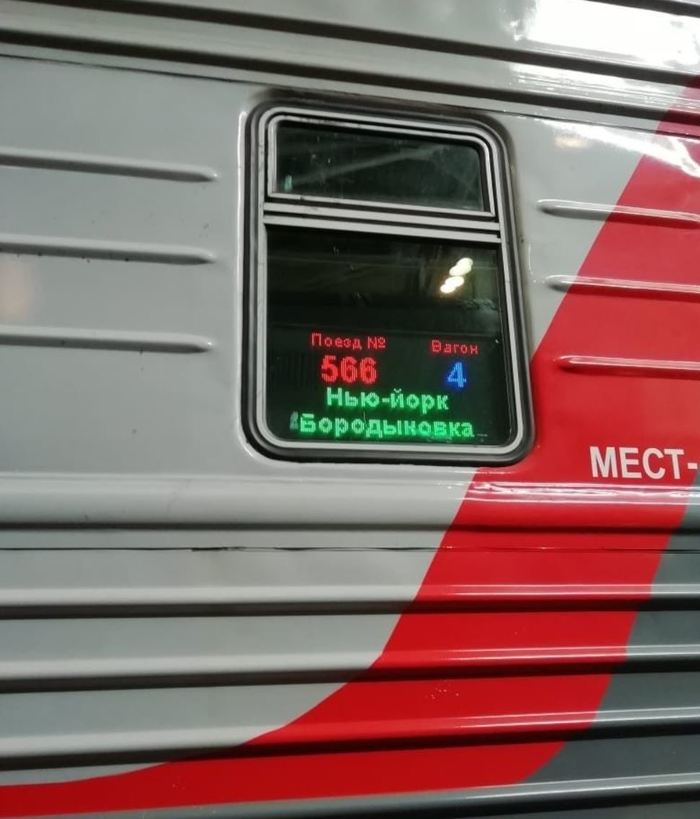 Поезд № Вагон
566 4
Нью-йорк
Бородыновка
МЕСТ-